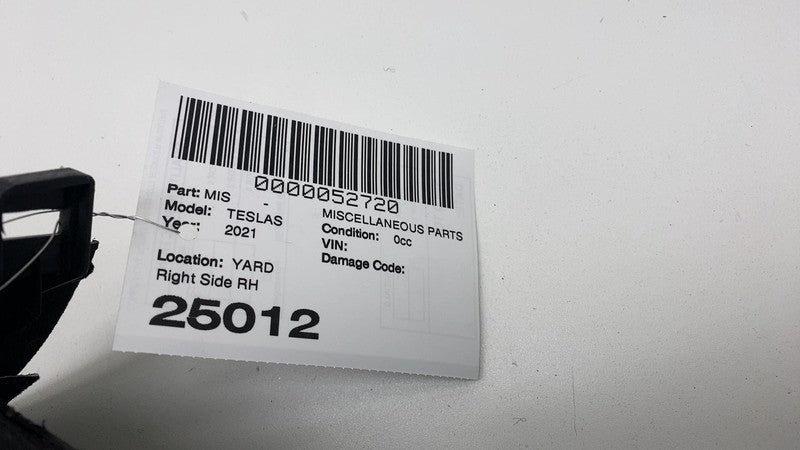 0000052720
Part: MIS -
MISCELLANEOUS PARTS
Model: TESLAS
Condition: 0cc
Year: 2021
VIN:
Damage Code:
Location: YARD
Right Side RH
25012